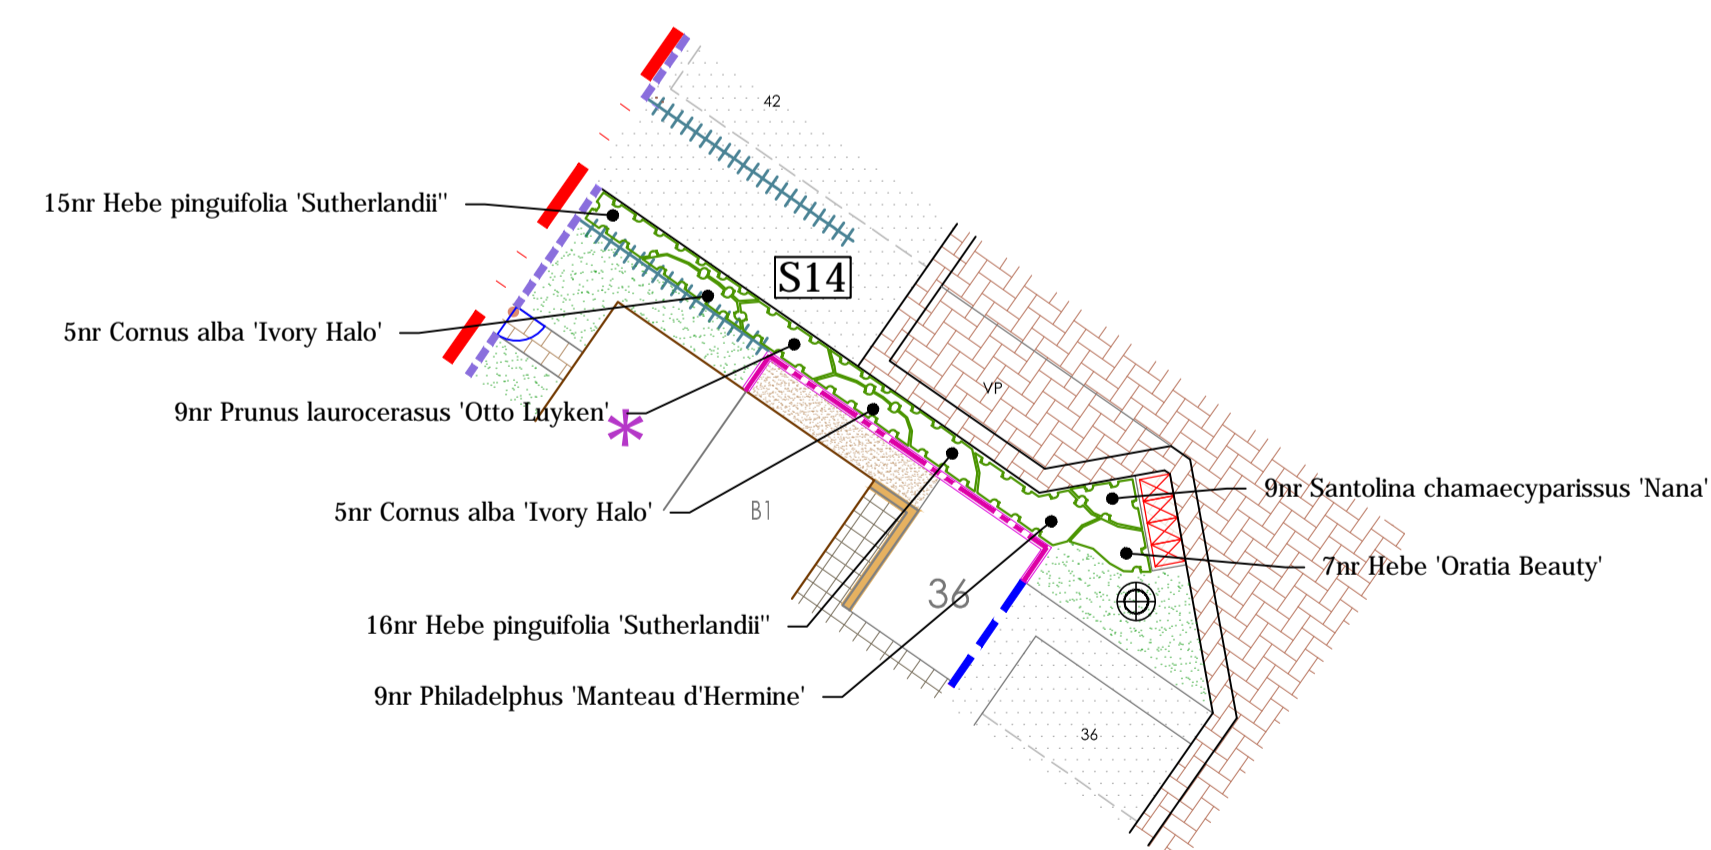 42
15nr Hebe pinguifolia 'Sutherlandii''
S14
5nr Cornus alba 'Ivory Halo'
VP
9nr Prunus laurocerasus 'Otto Luyken'
9nr Santolina chamaecyparissus 'Nana'
5nr Cornus alba 'Ivory Halo'
B1
7nr Hebe 'Oratia Beauty'
36
16nr Hebe pinguifolia 'Sutherlandii''
9nr Philadelphus 'Manteau d'Hermine'
36